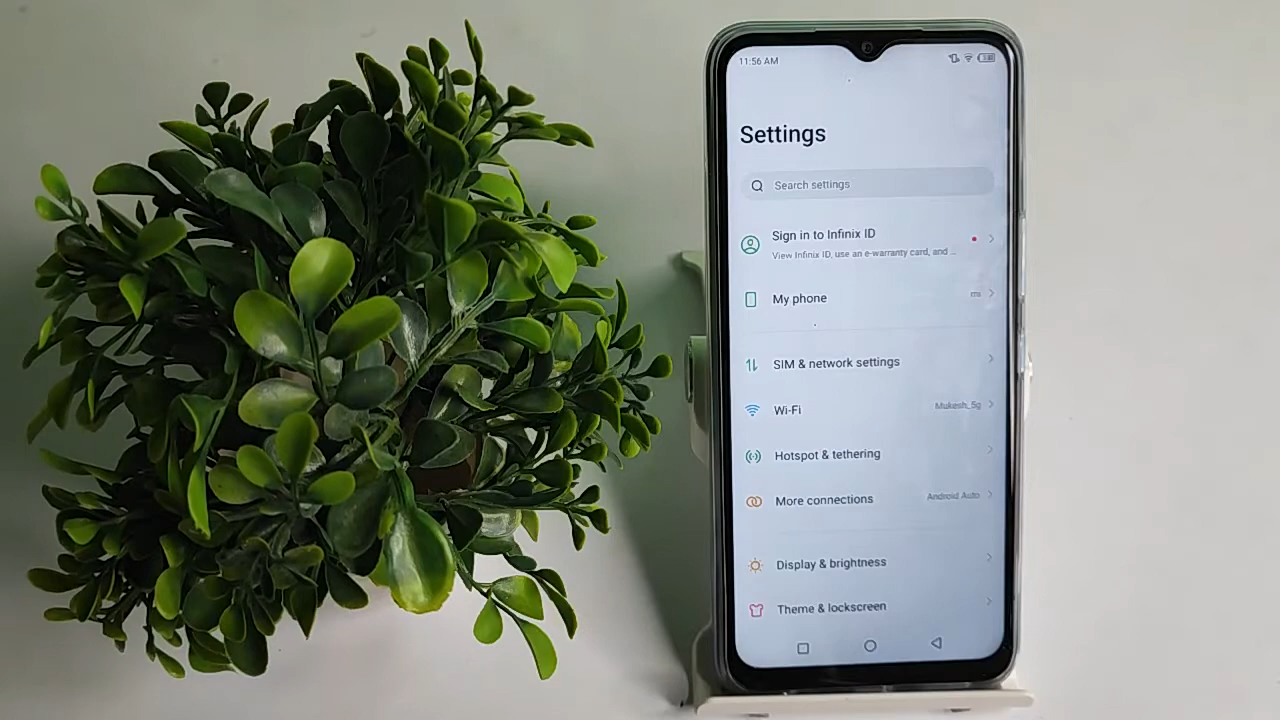 11:56 AM
Settings
Search settings
Sign in to Infinix ID
View Infinix ID, use an e-warranty card, and ...
My phone
SIM & network settings
Wi-Fi
Mukesh_5g
Hotspot & tethering
More connections
Android Auto
Display & brightness
Theme & lockscreen